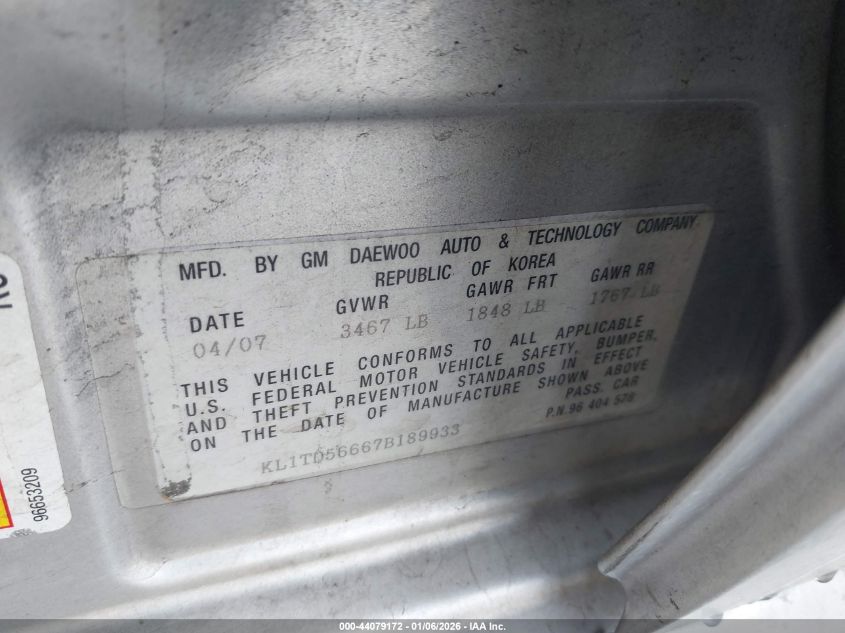 MFD. BY GM DAEWOO AUTO & TECHNOLOGY COMPANY
REPUBLIC OF KOREA
DATE GVWR GAWR FRT GAWR RR
04/07 3467 LB 1848 LB 1767 LB
THIS VEHICLE CONFORMS TO ALL APPLICABLE
U.S. FEDERAL MOTOR VEHICLE SAFETY, BUMPER,
AND THEFT PREVENTION STANDARDS IN EFFECT
ON THE DATE OF MANUFACTURE SHOWN ABOVE
PASS. CAR
KL1TD56667B189933
P.N. 96 404 578
96653209
000-44079172 - 01/06/2026 - IAA Inc.